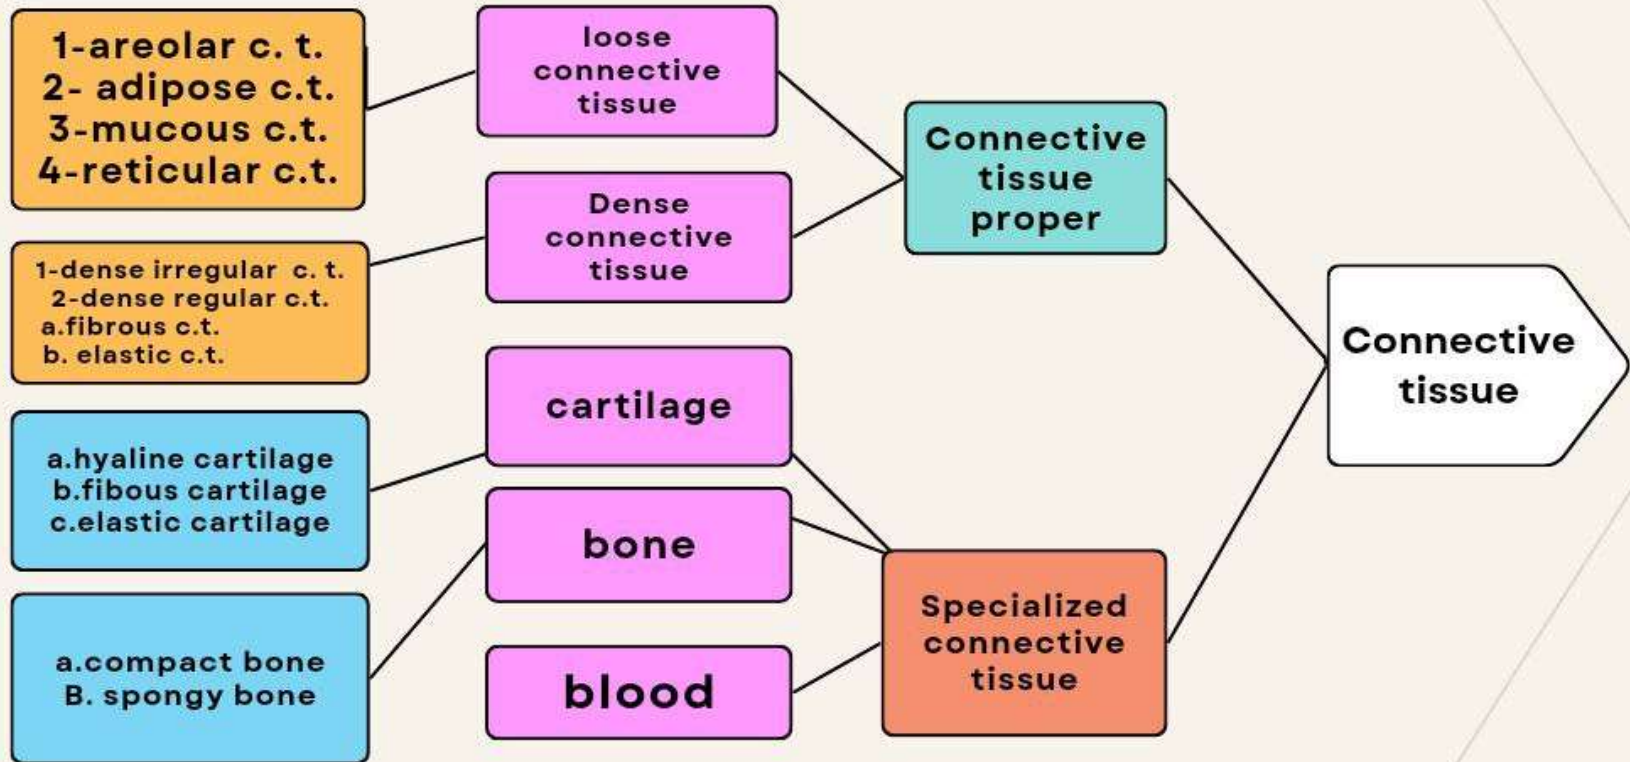 1-areolar c. t.
2- adipose c.t.
3-mucous c.t.
4-reticular c.t.
loose
connective
tissue
Connective
tissue
proper
Dense
connective
tissue
1-dense irregular  c. t.
2-dense regular c.t.
a.fibrous c.t.
b. elastic c.t.
Connective
tissue
cartilage
a.hyaline cartilage
b.fibous cartilage
c.elastic cartilage
bone
Specialized
connective
tissue
a.compact bone
B. spongy bone
blood